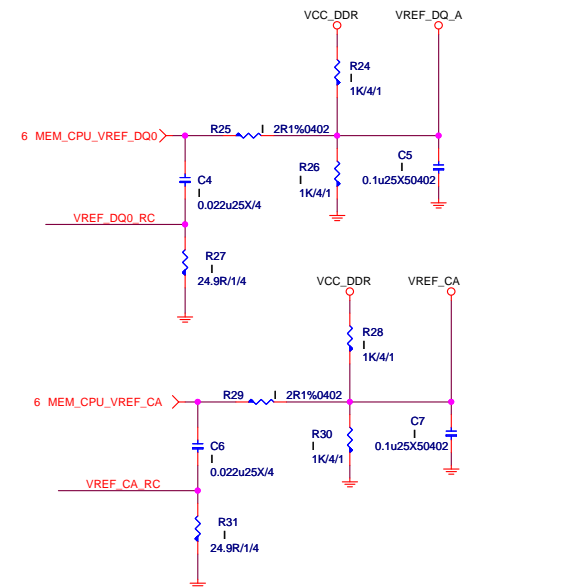 VCC_DDR VREF_DQ_A
R24
I
1K/4/1
6 MEM_CPU_VREF_DQ0 R25 I 2R1%0402
C4
I
0.022u25X/4
R26
I
1K/4/1
C5
I
0.1u25X50402
VREF_DQ0_RC
R27
I
24.9R/1/4
VCC_DDR VREF_CA
R28
I
1K/4/1
6 MEM_CPU_VREF_CA R29 I 2R1%0402
C6
I
0.022u25X/4
R30
I
1K/4/1
C7
I
0.1u25X50402
VREF_CA_RC
R31
I
24.9R/1/4